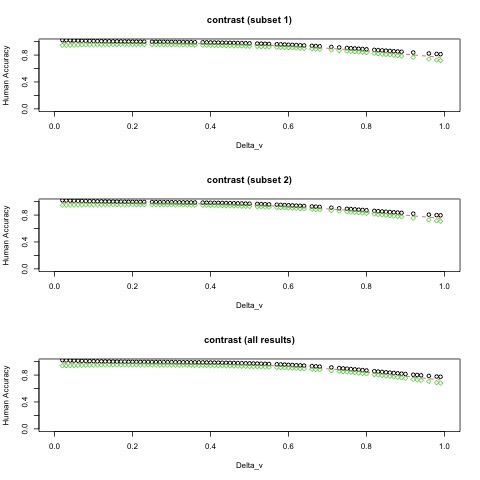 contrast (subset 1)
Human Accuracy
0.0 0.4 0.8
0.0 0.2 0.4 0.6 0.8 1.0
Delta_v
contrast (subset 2)
Human Accuracy
0.0 0.4 0.8
0.0 0.2 0.4 0.6 0.8 1.0
Delta_v
contrast (all results)
Human Accuracy
0.0 0.4 0.8
0.0 0.2 0.4 0.6 0.8 1.0
Delta_v